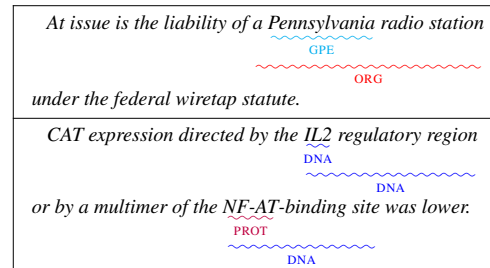 At issue is the liability of a Pennsylvania radio station
GPE
ORG
under the federal wiretap statute.
CAT expression directed by the IL2 regulatory region
DNA
DNA
or by a multimer of the NF-AT-binding site was lower.
PROT
DNA